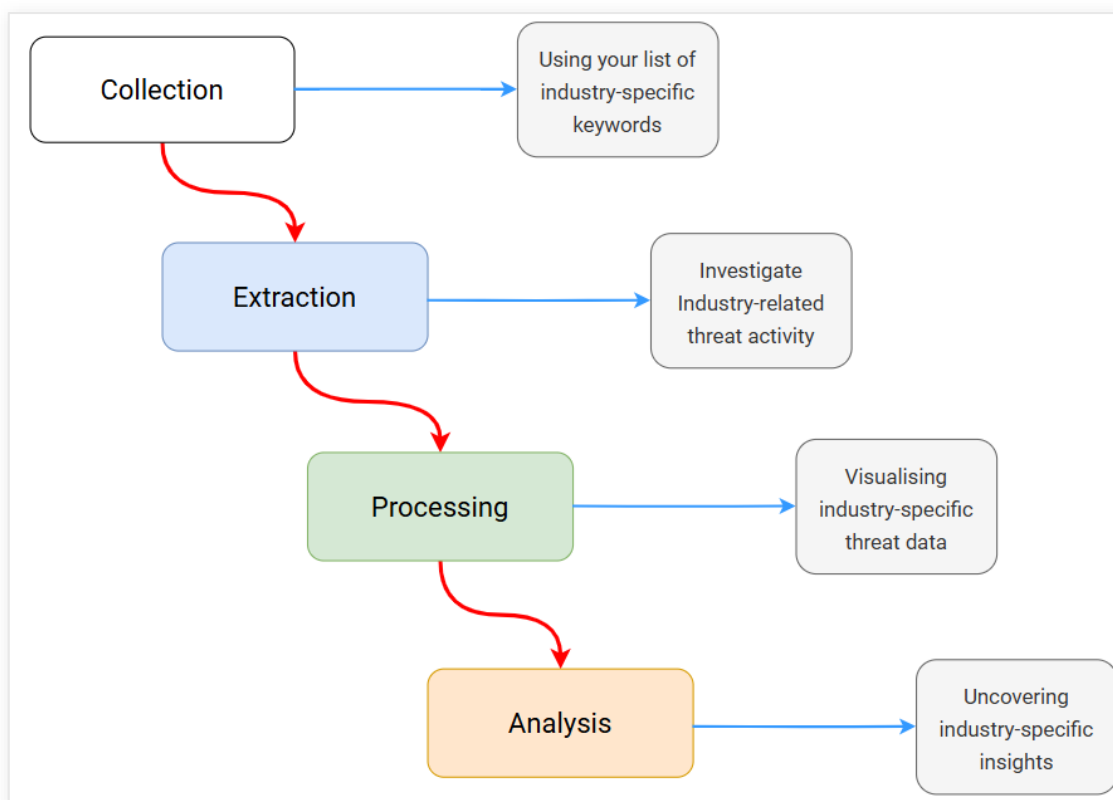 Collection
Using your list of
industry-specific
keywords
Extraction
Investigate
Industry-related
threat activity
Processing
Visualising
industry-specific
threat data
Analysis
Uncovering
industry-specific
insights